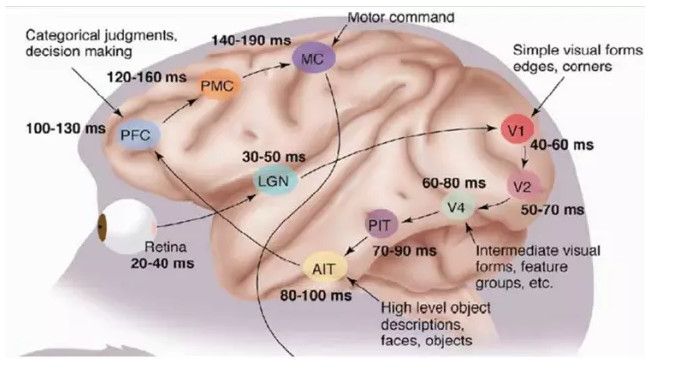 Motor command
Categorical judgments,
decision making
140-190 ms
MC
Simple visual forms
edges, corners
120-160 ms
PMC
100-130 ms
PFC
V1
40-60 ms
30-50 ms
LGN
60-80 ms
V2
50-70 ms
V4
PIT
70-90 ms
Retina
20-40 ms
Intermediate visual
forms, feature
groups, etc.
AIT
80-100 ms
High level object
descriptions,
faces, objects